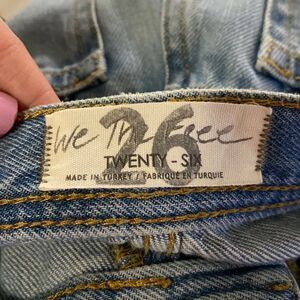 26
We The Free
TWENTY - SIX
MADE IN TURKEY / FABRIQUÉ EN TURQUIE